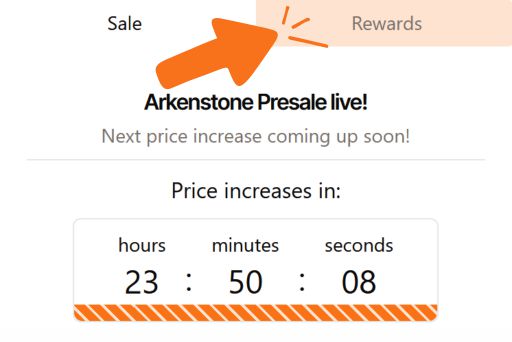 Sale
Rewards
Arkenstone Presale live!
Next price increase coming up soon!
Price increases in:
hours minutes seconds
23 : 50 : 08